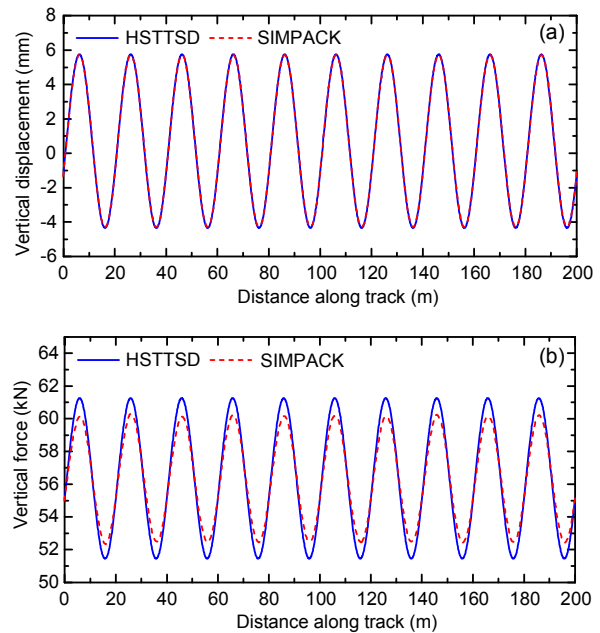 (a)
HSTTSD SIMPACK
8
6
4
2
0
-2
-4
-6
Vertical displacement (mm)
0 20 40 60 80 100 120 140 160 180 200
Distance along track (m)
(b)
HSTTSD SIMPACK
64
62
60
58
56
54
52
50
Vertical force (kN)
0 20 40 60 80 100 120 140 160 180 200
Distance along track (m)